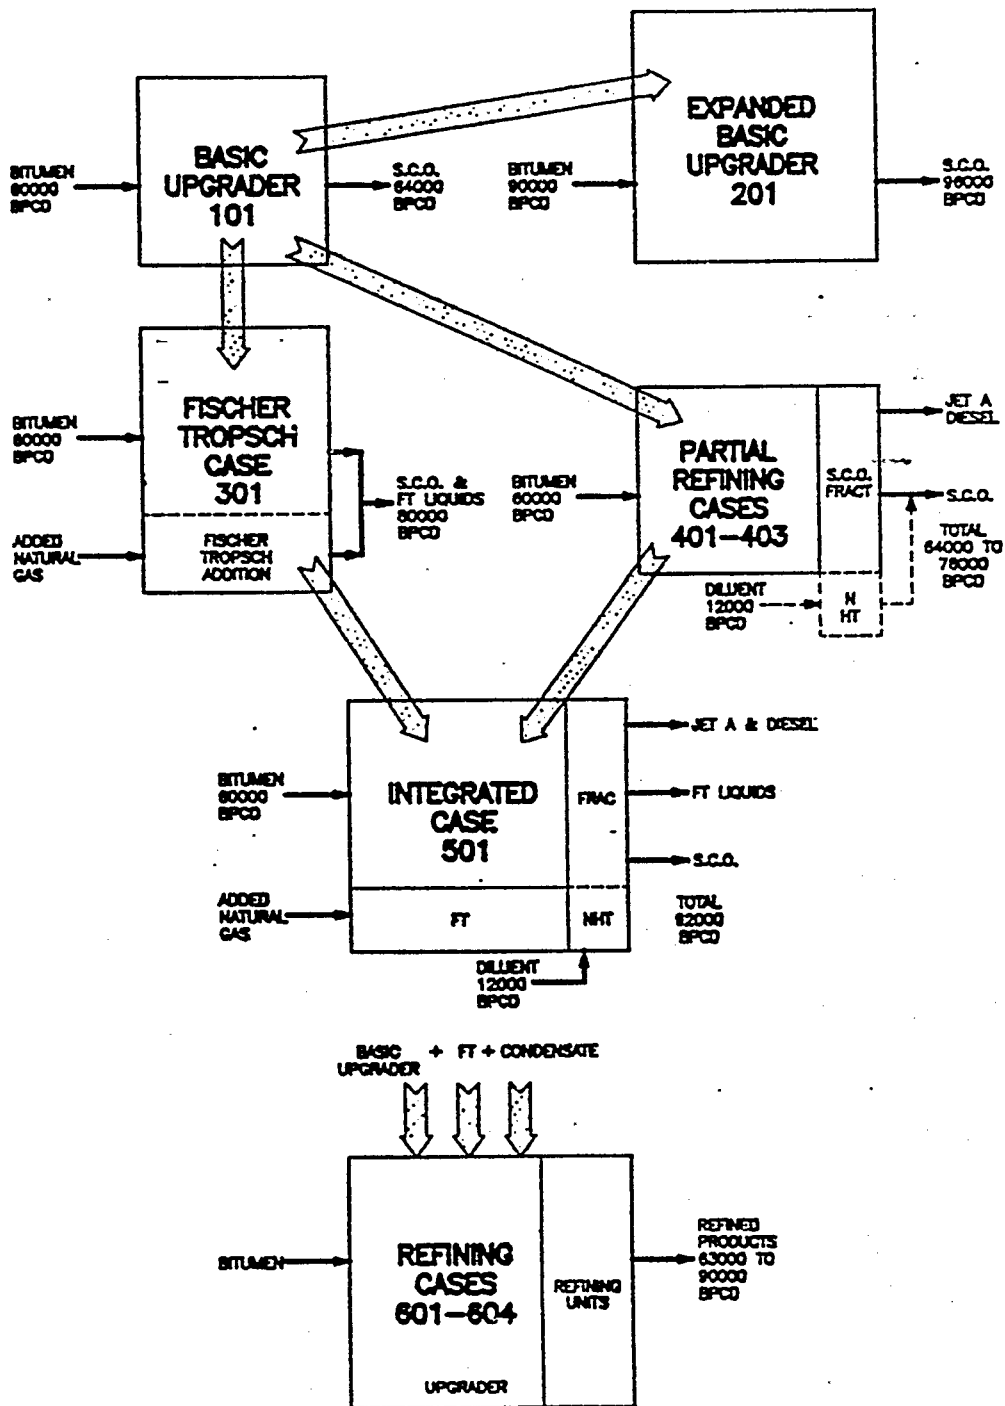 BITUMEN
60000
BPCD
BASIC
UPGRADER
101
S.C.O.
64000
BPCD
BITUMEN
90000
BPCD
EXPANDED
BASIC
UPGRADER
201
S.C.O.
96000
BPCD
BITUMEN
60000
BPCD
FISCHER
TROPSCH
CASE
301
ADDED
NATURAL
GAS
FISCHER
TROPSCH
ADDITION
S.C.O. &
FT LIQUIDS
80000
BPCD
BITUMEN
60000
BPCD
PARTIAL
REFINING
CASES
401-403
S.C.O.
FRACT
JET A
DIESEL
S.C.O.
TOTAL
64000 TO
76000
BPCD
DILUENT
12000
BPCD
N
HT
BITUMEN
60000
BPCD
INTEGRATED
CASE
501
FRAC
JET A & DIESEL
FT LIQUIDS
S.C.O.
ADDED
NATURAL
GAS
FT
NHT
TOTAL
92000
BPCD
DILUENT
12000
BPCD
BASIC
UPGRADER + FT + CONDENSATE
BITUMEN
REFINING
CASES
601-604
UPGRADER
REFINING
UNITS
REFINED
PRODUCTS
63000 TO
90000
BPCD